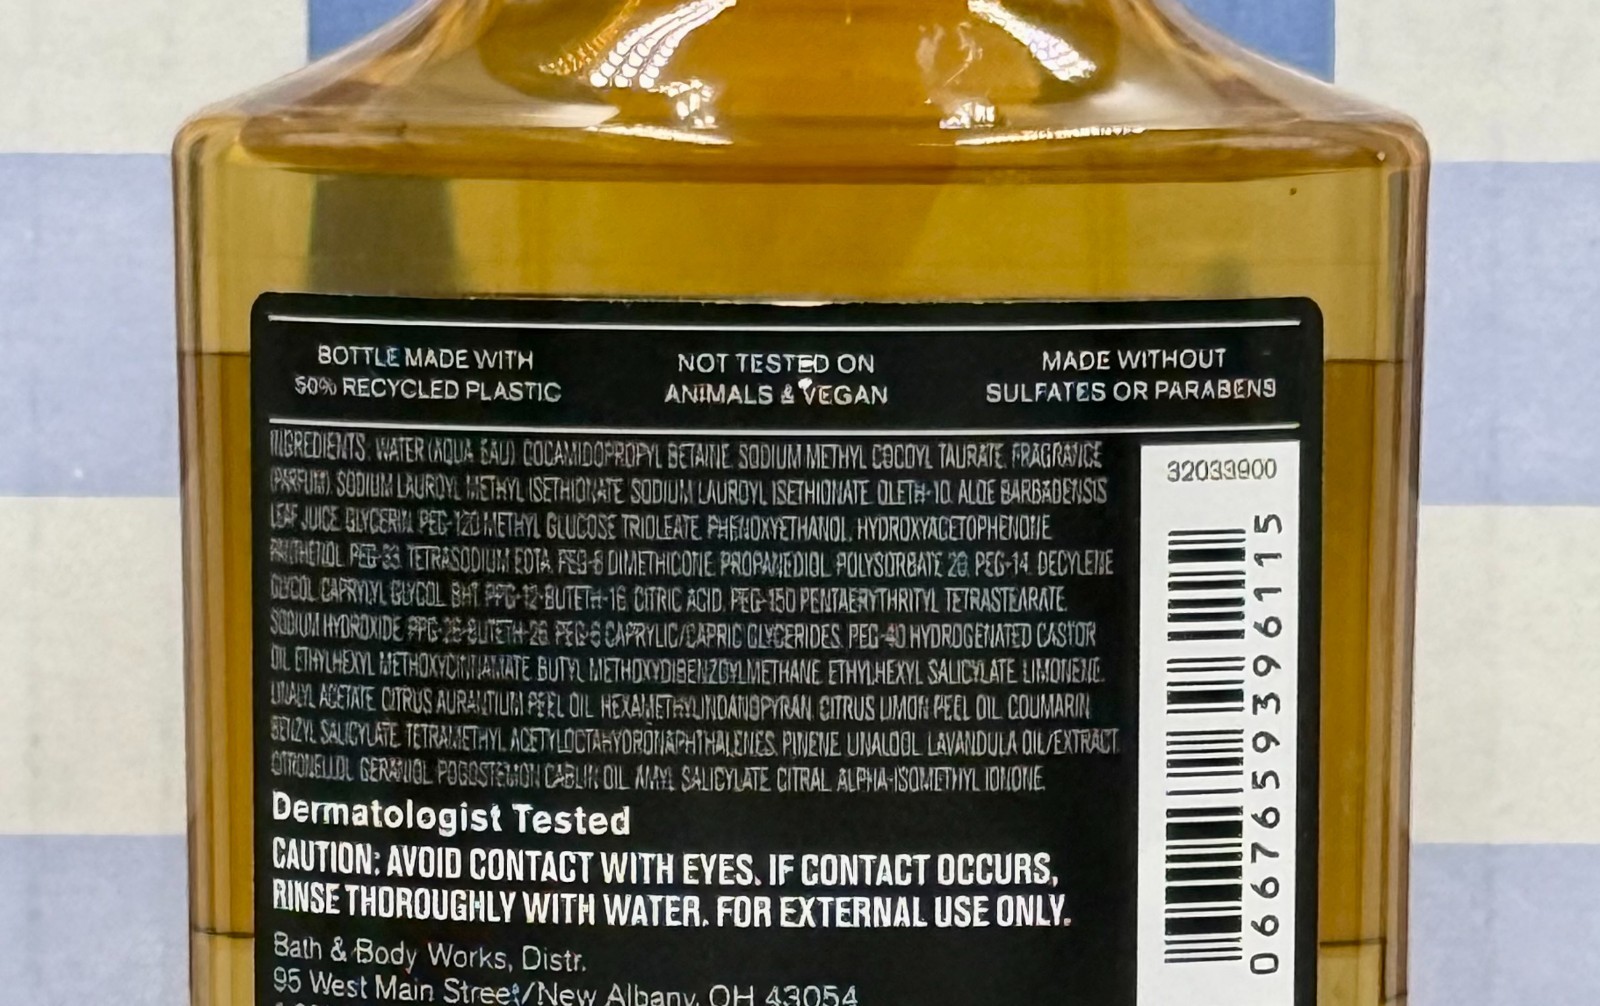 BOTTLE MADE WITH
50% RECYCLED PLASTIC
NOT TESTED ON
ANIMALS & VEGAN
MADE WITHOUT
SULFATES OR PARABENS
INGREDIENTS: WATER (AQUA, EAU), COCAMIDOPROPYL BETAINE, SODIUM METHYL COCOYL TAURATE, FRAGRANCE
(PARFUM), SODIUM LAUROYL METHYL ISETHIONATE, SODIUM LAUROYL ISETHIONATE, OLETH-10, ALOE BARBADENSIS
LEAF JUICE, GLYCERIN, PEG-120 METHYL GLUCOSE TRIOLEATE, PHENOXYETHANOL, HYDROXYACETOPHENONE,
PANTHENOL, TETRASODIUM EDTA, PEG-8 DIMETHICONE, PROPANEDIOL, POLYSORBATE 20, PEG-14, DECYLENE
GLYCOL, CAPRYLYL GLYCOL, BHT, PPG-12-BUTETH-16, CITRIC ACID, PEG-150 PENTAERYTHRITYL TETRASTEARATE,
SODIUM HYDROXIDE, PPG-26-BUTETH-26, PEG-6 CAPRYLIC/CAPRIC GLYCERIDES, PEG-40 HYDROGENATED CASTOR
OIL, ETHYLHEXYL METHOXYCINNAMATE, BUTYL METHOXYDIBENZOYLMETHANE, ETHYLHEXYL SALICYLATE, LIMONENE,
LINALYL ACETATE, CITRUS AURANTIUM PEEL OIL, HEXAMETHYLINDANOPYRAN, CITRUS LIMON PEEL OIL, COUMARIN,
BENZYL SALICYLATE, TETRAMETHYL ACETYLOCTAHYDRONAPHTHALENES, PINENE, LINALOOL, LAVANDULA OIL/EXTRACT,
CITRONELLOL, GERANIOL, POGOSTEMON CABLIN OIL, AMYL SALICYLATE, CITRAL, ALPHA-ISOMETHYL IONONE.
Dermatologist Tested
CAUTION: AVOID CONTACT WITH EYES. IF CONTACT OCCURS,
RINSE THOROUGHLY WITH WATER. FOR EXTERNAL USE ONLY.
Bath & Body Works, Distr.
95 West Main Street/New Albany, OH 43054
32033900
0667659396115